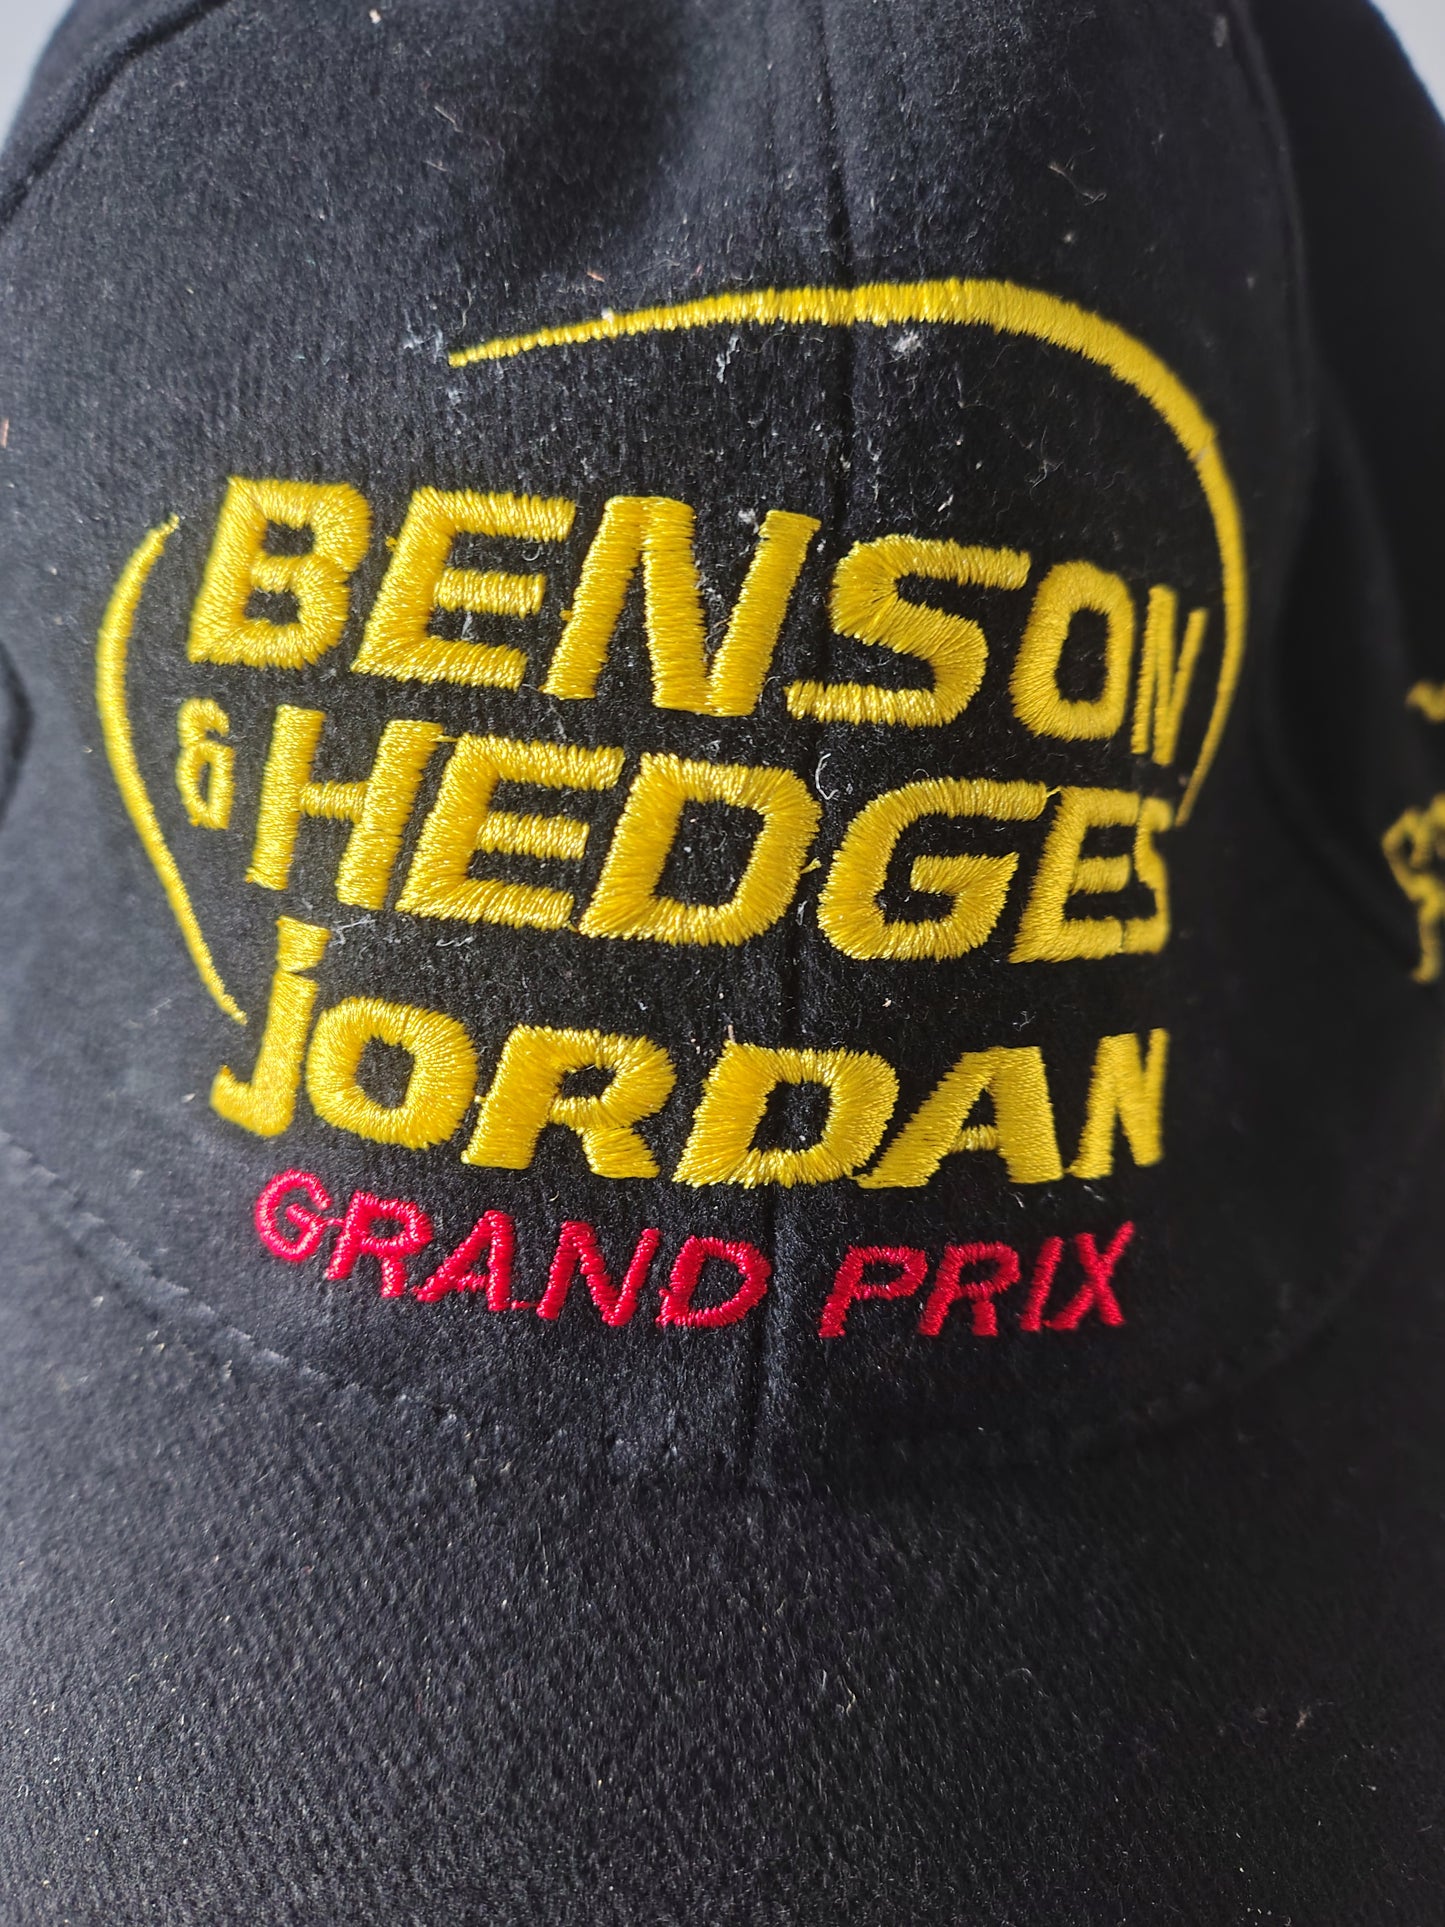 BENSON
& HEDGES
JORDAN
GRAND PRIX